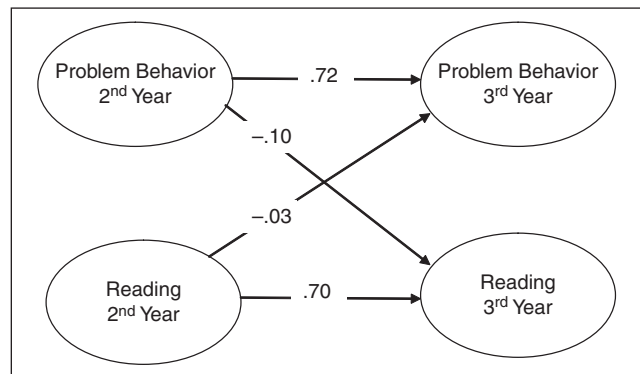 Problem Behavior
2nd Year
.72
Problem Behavior
3rd Year
–.10
–.03
Reading
2nd Year
.70
Reading
3rd Year